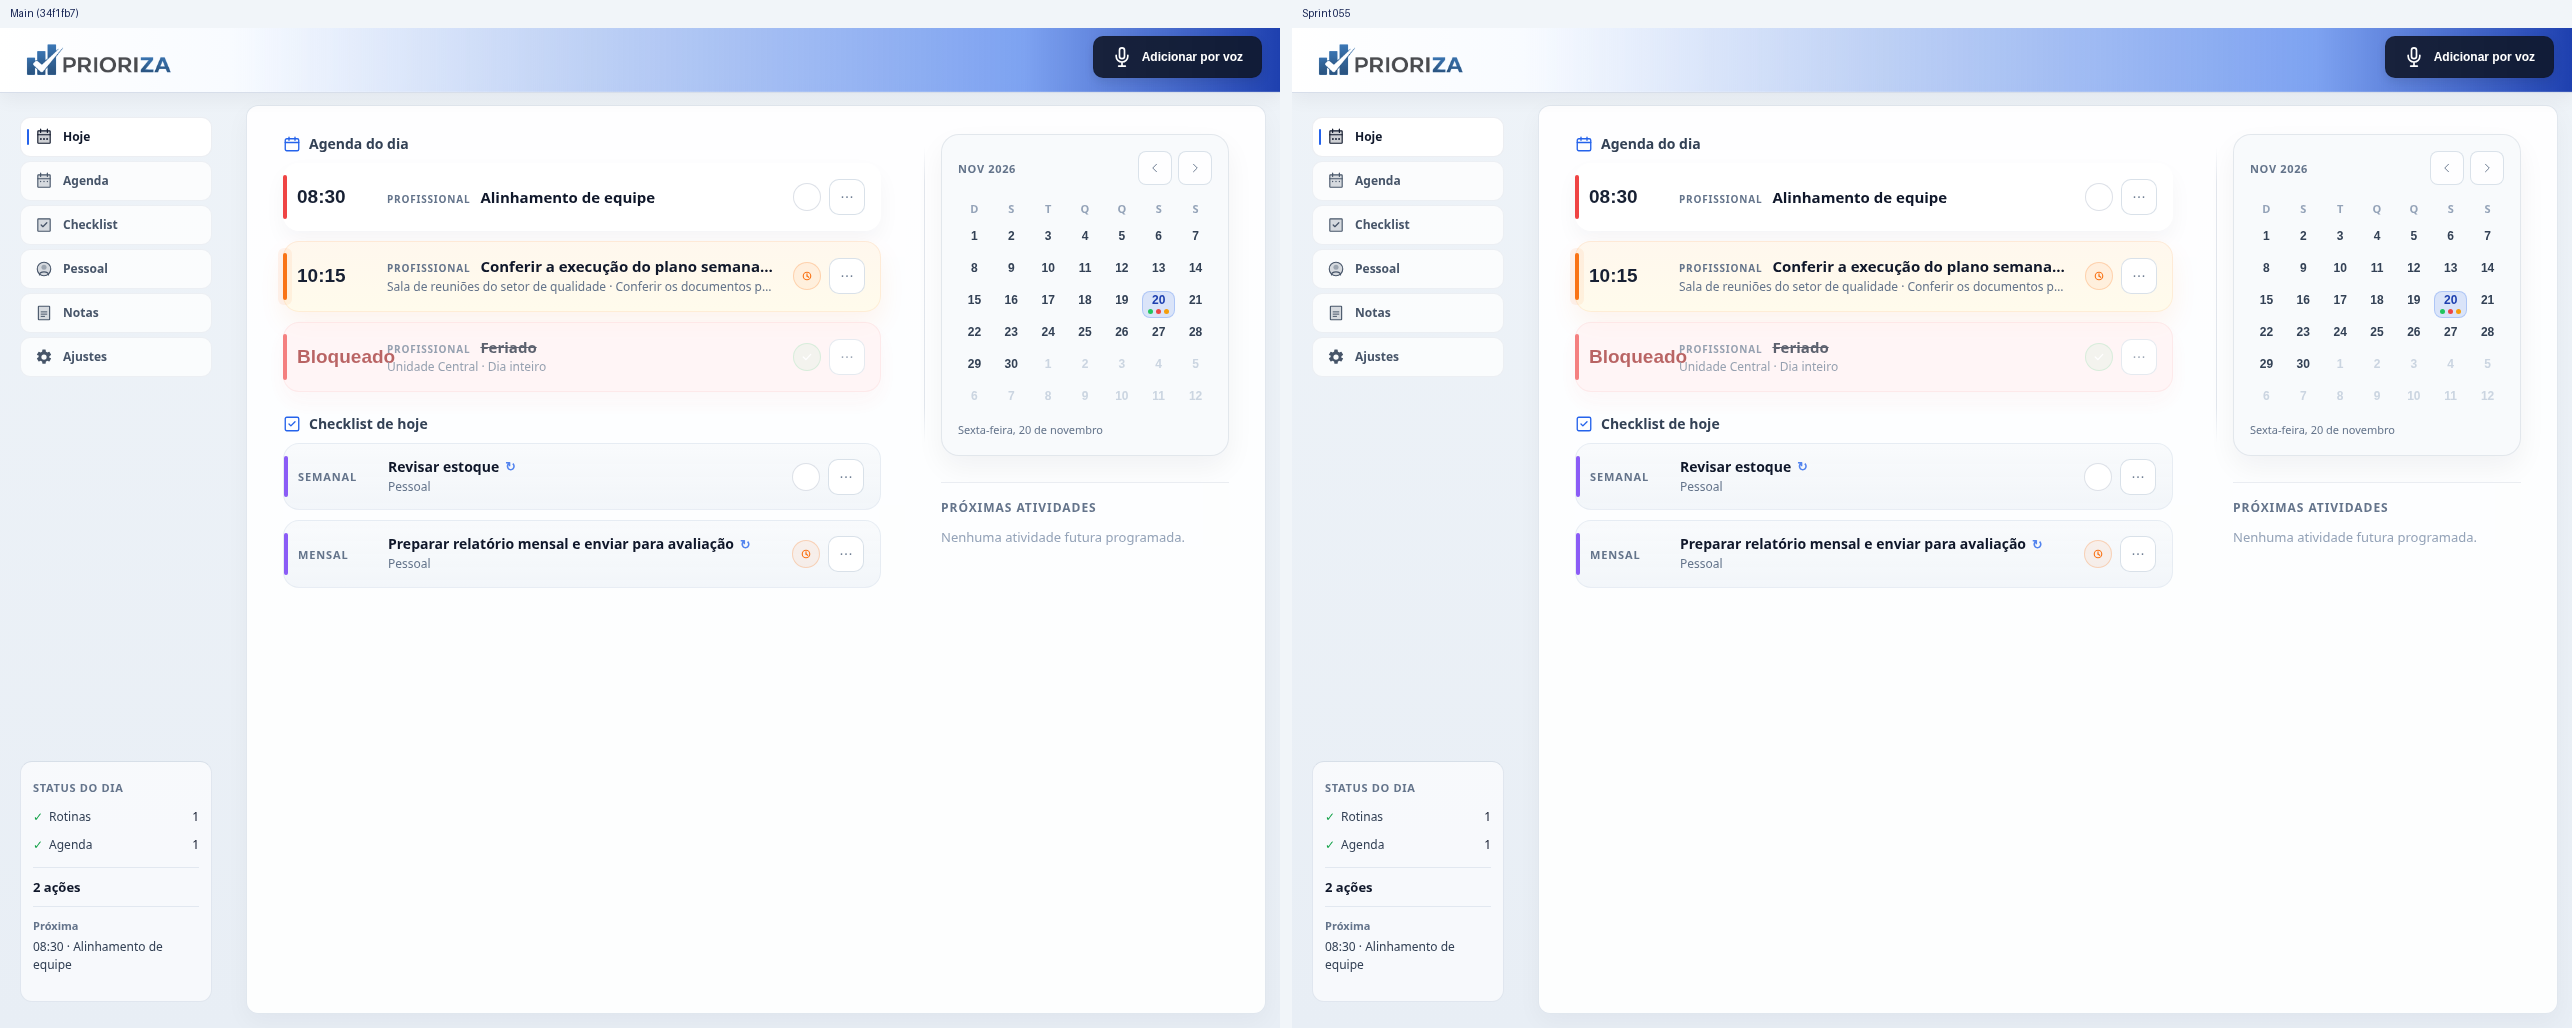 Main (34f1fb7)
PRIORIZA
Adicionar por voz
Hoje
Agenda
Checklist
Pessoal
Notas
Ajustes
STATUS DO DIA
✓ Rotinas 1
✓ Agenda 1
2 ações
Próxima
08:30 · Alinhamento de
equipe
Agenda do dia
08:30 PROFISSIONAL Alinhamento de equipe
10:15 PROFISSIONAL Conferir a execução do plano semana...
Sala de reuniões do setor de qualidade · Conferir os documentos p...
Bloqueado PROFISSIONAL Feriado
Unidade Central · Dia inteiro
Checklist de hoje
SEMANAL Revisar estoque ↻
Pessoal
MENSAL Preparar relatório mensal e enviar para avaliação ↻
Pessoal
NOV 2026
D S T Q Q S S
1 2 3 4 5 6 7
8 9 10 11 12 13 14
15 16 17 18 19 20 21
22 23 24 25 26 27 28
29 30 1 2 3 4 5
6 7 8 9 10 11 12
Sexta-feira, 20 de novembro
PRÓXIMAS ATIVIDADES
Nenhuma atividade futura programada.
Sprint 055
PRIORIZA
Adicionar por voz
Hoje
Agenda
Checklist
Pessoal
Notas
Ajustes
STATUS DO DIA
✓ Rotinas 1
✓ Agenda 1
2 ações
Próxima
08:30 · Alinhamento de
equipe
Agenda do dia
08:30 PROFISSIONAL Alinhamento de equipe
10:15 PROFISSIONAL Conferir a execução do plano semana...
Sala de reuniões do setor de qualidade · Conferir os documentos p...
Bloqueado PROFISSIONAL Feriado
Unidade Central · Dia inteiro
Checklist de hoje
SEMANAL Revisar estoque ↻
Pessoal
MENSAL Preparar relatório mensal e enviar para avaliação ↻
Pessoal
NOV 2026
D S T Q Q S S
1 2 3 4 5 6 7
8 9 10 11 12 13 14
15 16 17 18 19 20 21
22 23 24 25 26 27 28
29 30 1 2 3 4 5
6 7 8 9 10 11 12
Sexta-feira, 20 de novembro
PRÓXIMAS ATIVIDADES
Nenhuma atividade futura programada.